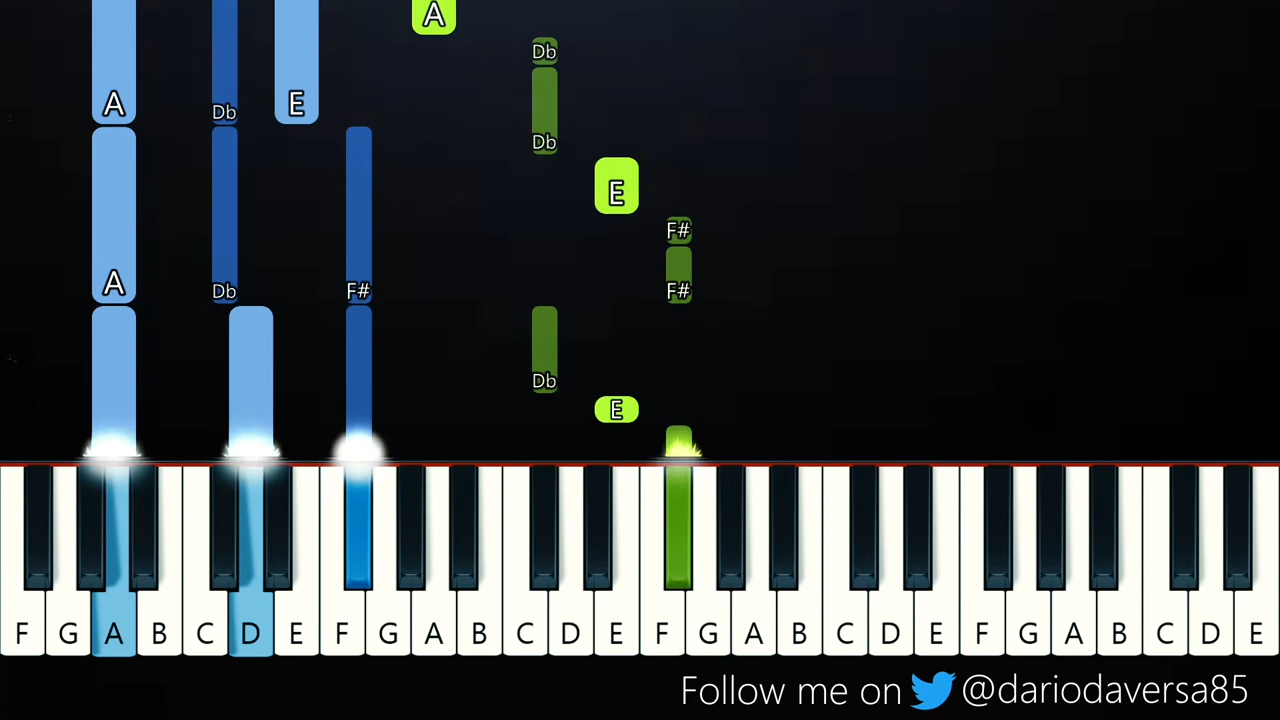 A
Db
A Db E
Db
E
F#
A Db F# F#
Db
E
F G A B C D E F G A B C D E F G A B C D E F G A B C D E
Follow me on @dariodaversa85